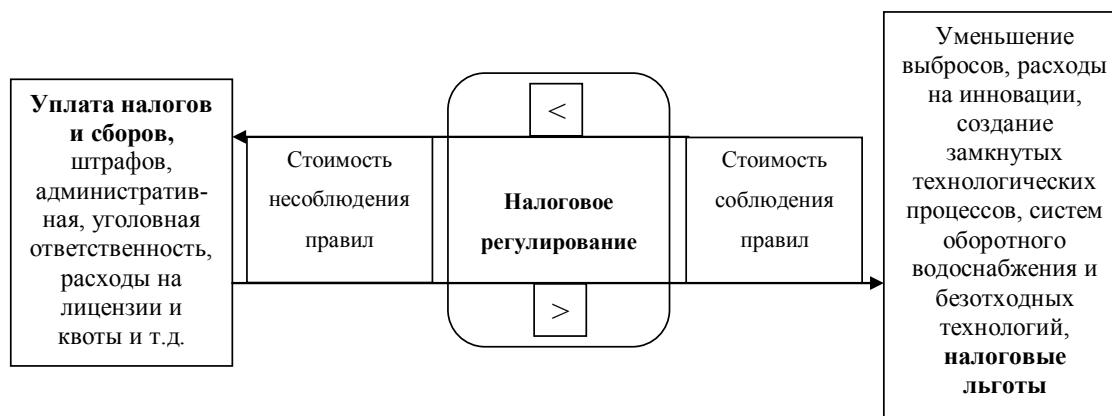 Уплата налогов
и сборов,
штрафов,
административ-
ная, уголовная
ответственность,
расходы на
лицензии и
квоты и т.д.
Стоимость
несоблюдения
правил
<
Налоговое
регулирование
>
Стоимость
соблюдения
правил
Уменьшение
выбросов, расходы
на инновации,
создание
замкнутых
технологических
процессов, систем
оборотного
водоснабжения и
безотходных
технологий,
налоговые
льготы